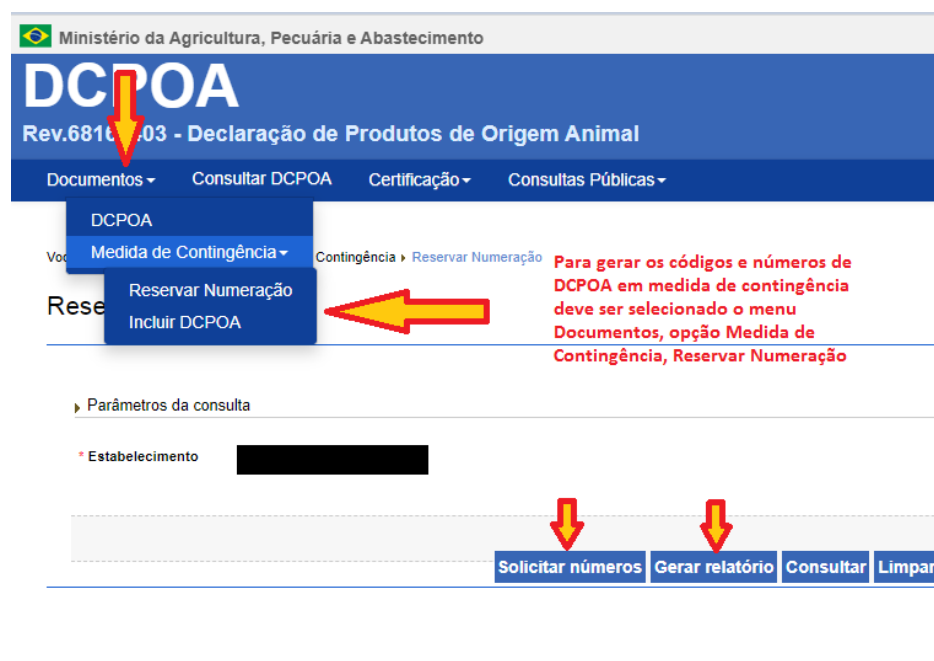 Ministério da Agricultura, Pecuária e Abastecimento
DCPOA
- Declaração de Produtos de Origem Animal
Documentos Consultar DCPOA Certificação Consultas Públicas
DCPOA
Medida de Contingência Contingência Reservar Numeração
Reservar Numeração
Incluir DCPOA
Para gerar os códigos e números de
DCPOA em medida de contingência
deve ser selecionado o menu
Documentos, opção Medida de
Contingência, Reservar Numeração
Parâmetros da consulta
* Estabelecimento
Solicitar números Gerar relatório Consultar Limpar